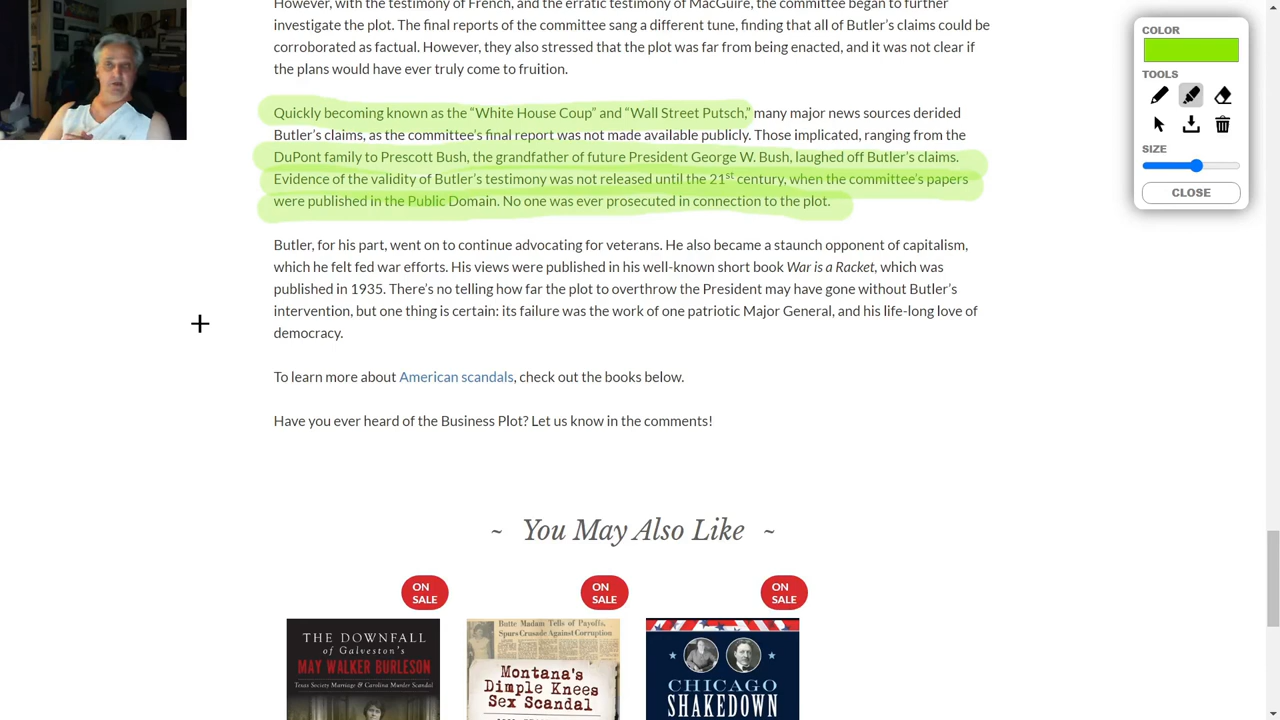 However, with the testimony of French, and the erratic testimony of MacGuire, the committee began to further
investigate the plot. The final reports of the committee sang a different tune, finding that all of Butler's claims could be
corroborated as factual. However, they also stressed that the plot was far from being enacted, and it was not clear if
the plans would have ever truly come to fruition.
Quickly becoming known as the “White House Coup” and “Wall Street Putsch,” many major news sources derided
Butler's claims, as the committee's final report was not made available publicly. Those implicated, ranging from the
DuPont family to Prescott Bush, the grandfather of future President George W. Bush, laughed off Butler's claims.
Evidence of the validity of Butler's testimony was not released until the 21st century, when the committee's papers
were published in the Public Domain. No one was ever prosecuted in connection to the plot.
Butler, for his part, went on to continue advocating for veterans. He also became a staunch opponent of capitalism,
which he felt fed war efforts. His views were published in his well-known short book War is a Racket, which was
published in 1935. There's no telling how far the plot to overthrow the President may have gone without Butler's
intervention, but one thing is certain: its failure was the work of one patriotic Major General, and his life-long love of
democracy.
To learn more about American scandals, check out the books below.
Have you ever heard of the Business Plot? Let us know in the comments!
~ You May Also Like ~
ON SALE
ON SALE
ON SALE
THE DOWNFALL
of Galveston's
MAY WALKER BURLESON
Texas Society Marriage & Carolina Murder Scandal
Butte Madam Tells of Payoffs,
Spurs Crusade Against Corruption
Montana's
Dimple Knees
Sex Scandal
CHICAGO
SHAKEDOWN
COLOR
TOOLS
SIZE
CLOSE